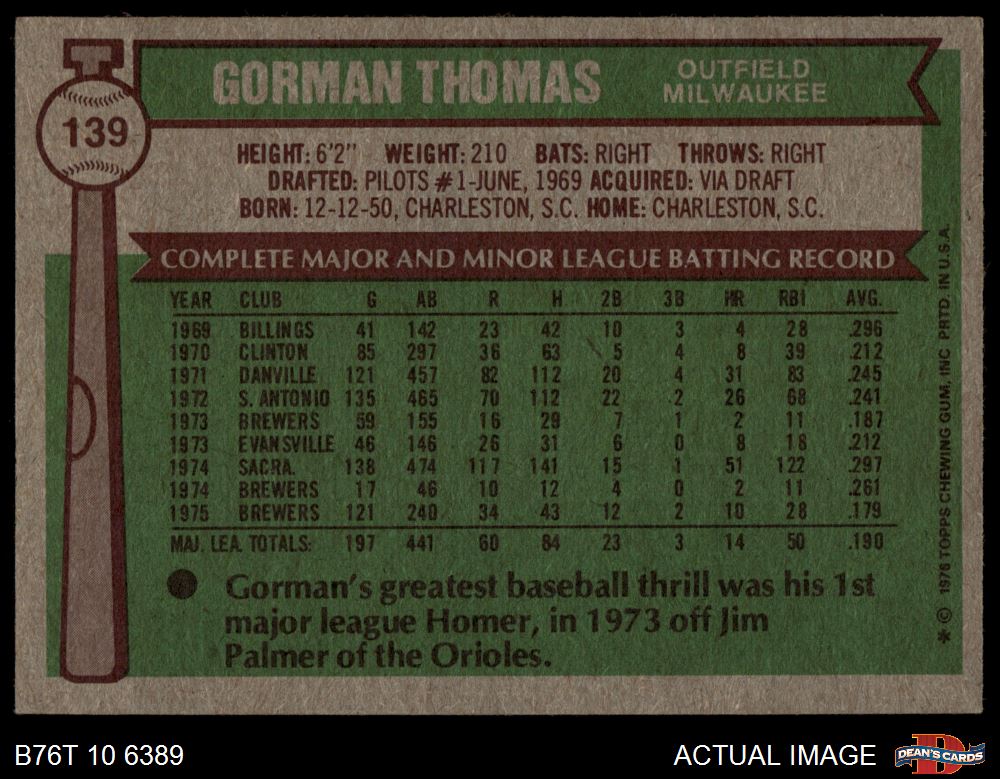 139
GORMAN THOMAS
OUTFIELD
MILWAUKEE
HEIGHT: 6'2" WEIGHT: 210 BATS: RIGHT THROWS: RIGHT
DRAFTED: PILOTS #1-JUNE, 1969 ACQUIRED: VIA DRAFT
BORN: 12-12-50, CHARLESTON, S.C. HOME: CHARLESTON, S.C.
COMPLETE MAJOR AND MINOR LEAGUE BATTING RECORD
YEAR CLUB G AB R H 2B 3B HR RBI AVG.
1969 BILLINGS 41 142 23 42 10 3 4 28 .296
1970 CLINTON 85 297 36 63 5 4 8 39 .212
1971 DANVILLE 121 457 82 112 20 4 31 83 .245
1972 S. ANTONIO 135 465 70 112 22 2 26 68 .241
1973 BREWERS 59 155 16 29 7 1 2 11 .187
1973 EVANSVILLE 46 146 26 31 6 0 8 18 .212
1974 SACRA. 138 474 117 141 15 1 51 122 .297
1974 BREWERS 17 46 10 12 4 0 2 11 .261
1975 BREWERS 121 240 34 43 12 2 10 28 .179
MAJ. LEA. TOTALS: 197 441 60 84 23 3 14 50 .190
Gorman's greatest baseball thrill was his 1st
major league Homer, in 1973 off Jim
Palmer of the Orioles.
* © 1976 TOPPS CHEWING GUM, INC PRTD. IN U.S.A.
B76T 10 6389
ACTUAL IMAGE
DEAN'S CARDS